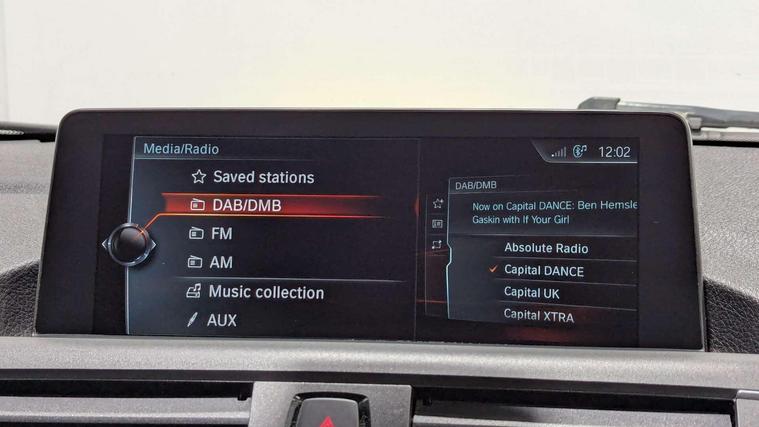 Media/Radio
12:02
Saved stations
DAB/DMB
FM
AM
Music collection
AUX
DAB/DMB
Now on Capital DANCE: Ben Hemsle
Gaskin with If Your Girl
Absolute Radio
Capital DANCE
Capital UK
Capital XTRA